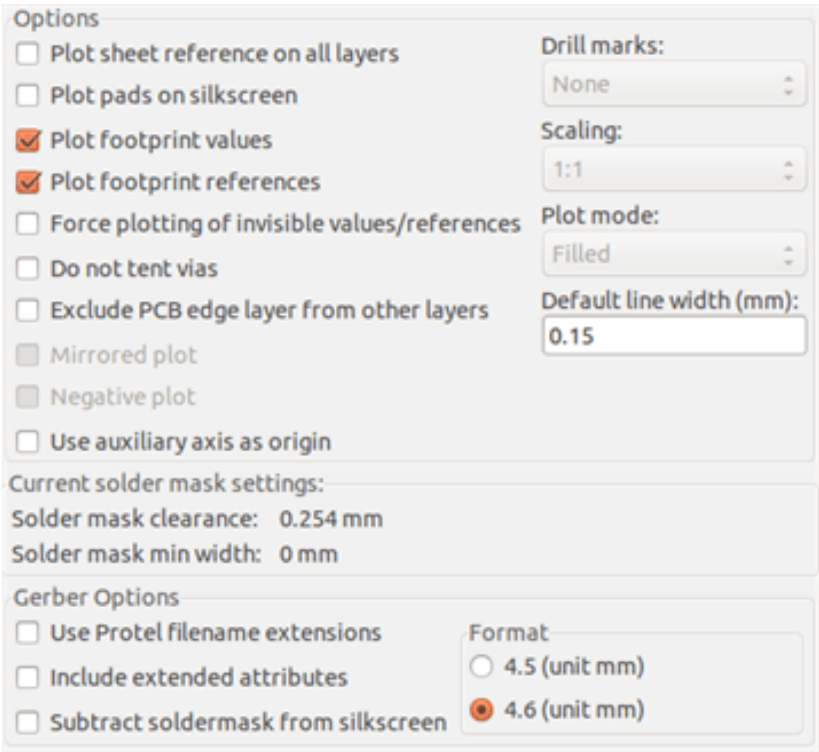 Options
Plot sheet reference on all layers
Plot pads on silkscreen
Plot footprint values
Plot footprint references
Force plotting of invisible values/references
Do not tent vias
Exclude PCB edge layer from other layers
Mirrored plot
Negative plot
Use auxiliary axis as origin
Drill marks:
None
Scaling:
1:1
Plot mode:
Filled
Default line width (mm):
0.15
Current solder mask settings:
Solder mask clearance: 0.254 mm
Solder mask min width: 0 mm
Gerber Options
Use Protel filename extensions
Include extended attributes
Subtract soldermask from silkscreen
Format
4.5 (unit mm)
4.6 (unit mm)